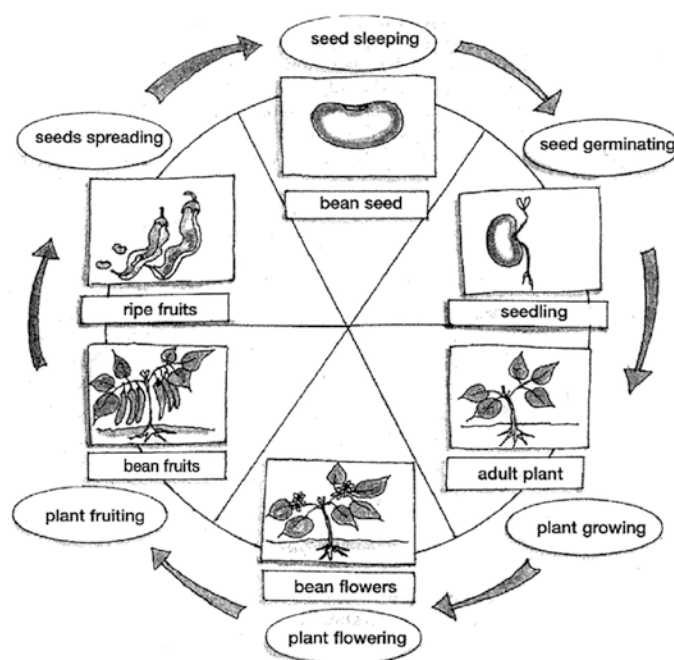 seed sleeping
seeds spreading
seed germinating
bean seed
ripe fruits
seedling
bean fruits
adult plant
plant fruiting
plant growing
bean flowers
plant flowering